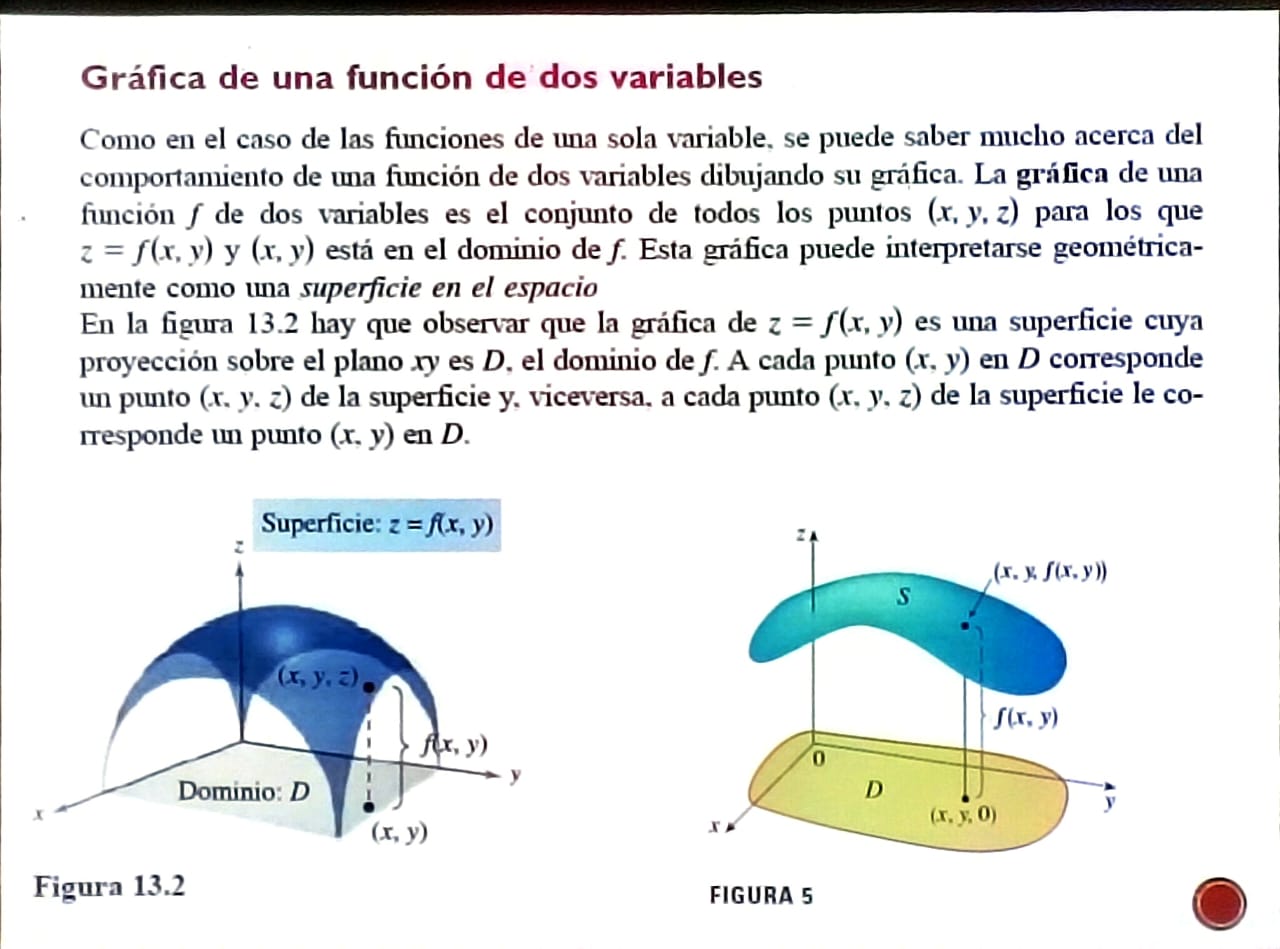 Gráfica de una función de dos variables
Como en el caso de las funciones de una sola variable, se puede saber mucho acerca del
comportamiento de una función de dos variables dibujando su gráfica. La gráfica de una
función f de dos variables es el conjunto de todos los puntos (x, y, z) para los que
z = f(x, y) y (x, y) está en el dominio de f. Esta gráfica puede interpretarse geométrica-
mente como una superficie en el espacio
En la figura 13.2 hay que observar que la gráfica de z = f(x, y) es una superficie cuya
proyección sobre el plano xy es D, el dominio de f. A cada punto (x, y) en D corresponde
un punto (x, y, z) de la superficie y, viceversa, a cada punto (x, y, z) de la superficie le co-
rresponde un punto (x, y) en D.
Superficie: z = f(x, y)
z
(x, y, z)
f(x, y)
y
Dominio: D
x
(x, y)
Figura 13.2
z
(x, y, f(x, y))
S
f(x, y)
0
D
(x, y, 0)
y
x
FIGURA 5